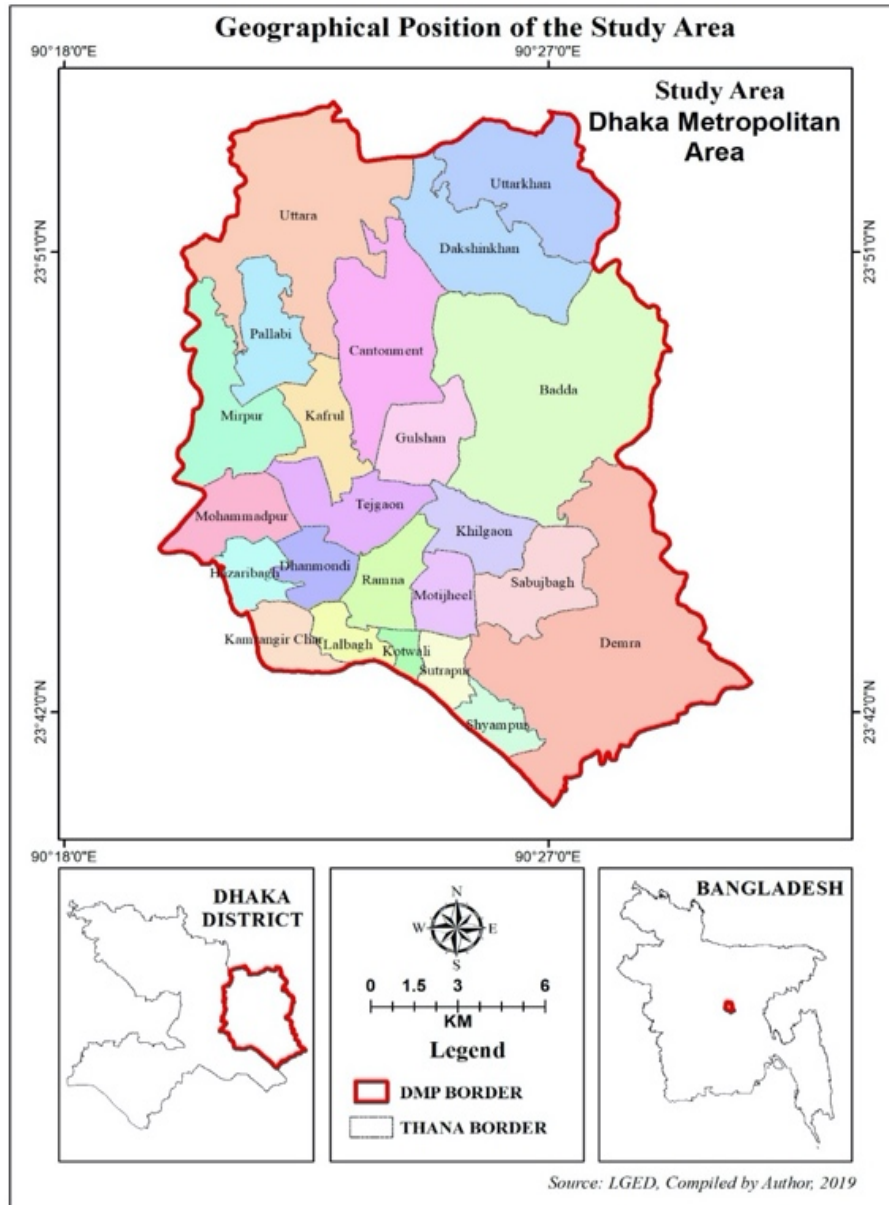 Geographical Position of the Study Area
90°18'0"E
90°27'0"E
Study Area
Dhaka Metropolitan
Area
Uttarkhan
Uttara
Dakshinkhan
23°51'0"N
23°51'0"N
Pallabi
Cantonment
Badda
Mirpur
Kafrul
Gulshan
Tejgaon
Mohammadpur
Khilgaon
Hazaribagh
Dhanmondi
Ramna
Sabujbagh
Motijheel
Kamrangir Char
Lalbagh
Kotwali
Demra
Sutrapur
23°42'0"N
23°42'0"N
Shyampur
90°18'0"E
90°27'0"E
DHAKA
DISTRICT
N
W
E
S
0 1.5 3 6
KM
Legend
DMP BORDER
THANA BORDER
BANGLADESH
Source: LGED, Compiled by Author, 2019